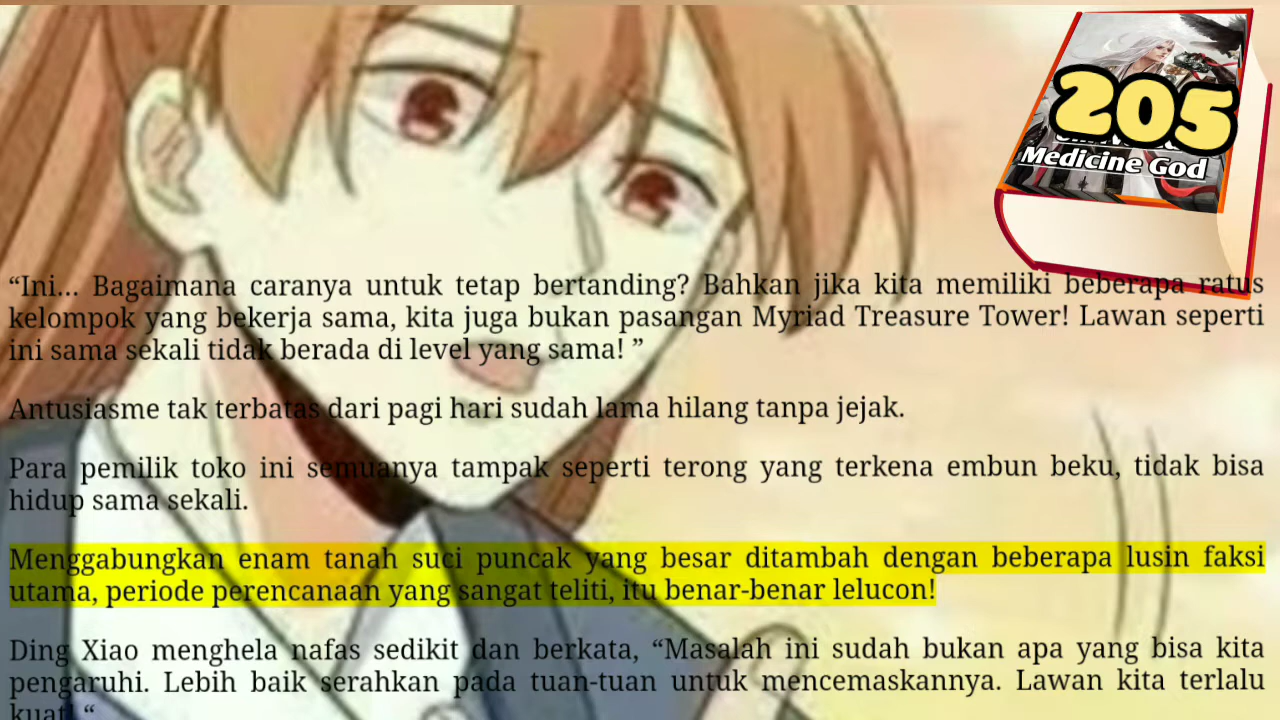 205
Medicine God
“Ini... Bagaimana caranya untuk tetap bertanding? Bahkan jika kita memiliki beberapa ratus
kelompok yang bekerja sama, kita juga bukan pasangan Myriad Treasure Tower! Lawan seperti
ini sama sekali tidak berada di level yang sama! ”
Antusiasme tak terbatas dari pagi hari sudah lama hilang tanpa jejak.
Para pemilik toko ini semuanya tampak seperti terong yang terkena embun beku, tidak bisa
hidup sama sekali.
Menggabungkan enam tanah suci puncak yang besar ditambah dengan beberapa lusin faksi
utama, periode perencanaan yang sangat teliti, itu benar-benar lelucon!
Ding Xiao menghela nafas sedikit dan berkata, “Masalah ini sudah bukan apa yang bisa kita
pengaruhi. Lebih baik serahkan pada tuan-tuan untuk mencemaskannya. Lawan kita terlalu
kuat! “